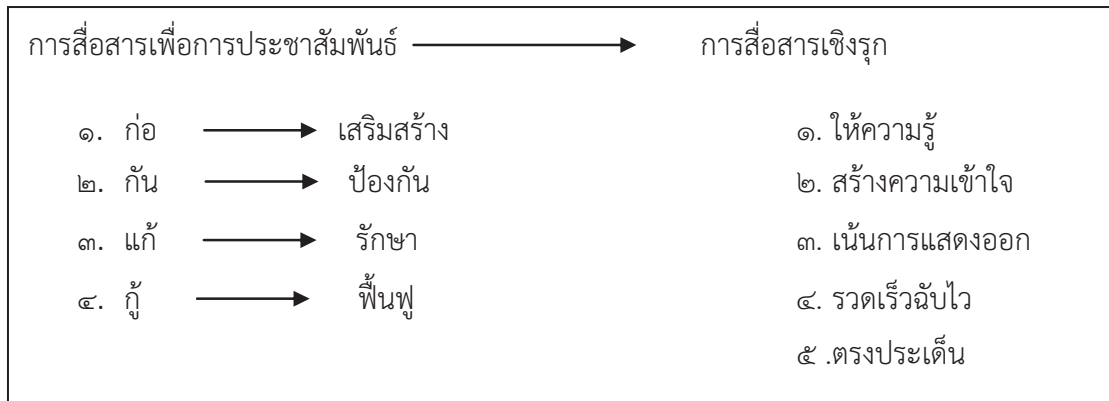 การสื่อสารเพื่อการประชาสัมพันธ์ การสื่อสารเชิงรุก
๑. ก่อ เสริมสร้าง ๑. ให้ความรู้
๒. กัน ป้องกัน ๒. สร้างความเข้าใจ
๓. แก้ รักษา ๓. เน้นการแสดงออก
๔. กู้ ฟื้นฟู ๔. รวดเร็วฉับไว
๕ .ตรงประเด็น